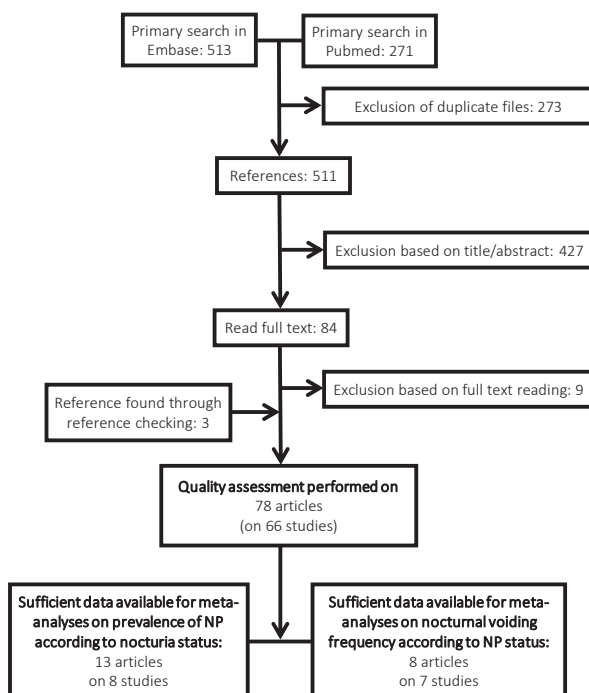 Primary search in
Embase: 513
Primary search in
Pubmed: 271
Exclusion of duplicate files: 273
References: 511
Exclusion based on title/abstract: 427
Read full text: 84
Exclusion based on full text reading: 9
Reference found through
reference checking: 3
Quality assessment performed on
78 articles
(on 66 studies)
Sufficient data available for meta-
analyses on prevalence of NP
according to nocturia status:
13 articles
on 8 studies
Sufficient data available for meta-
analyses on nocturnal voiding
frequency according to NP status:
8 articles
on 7 studies